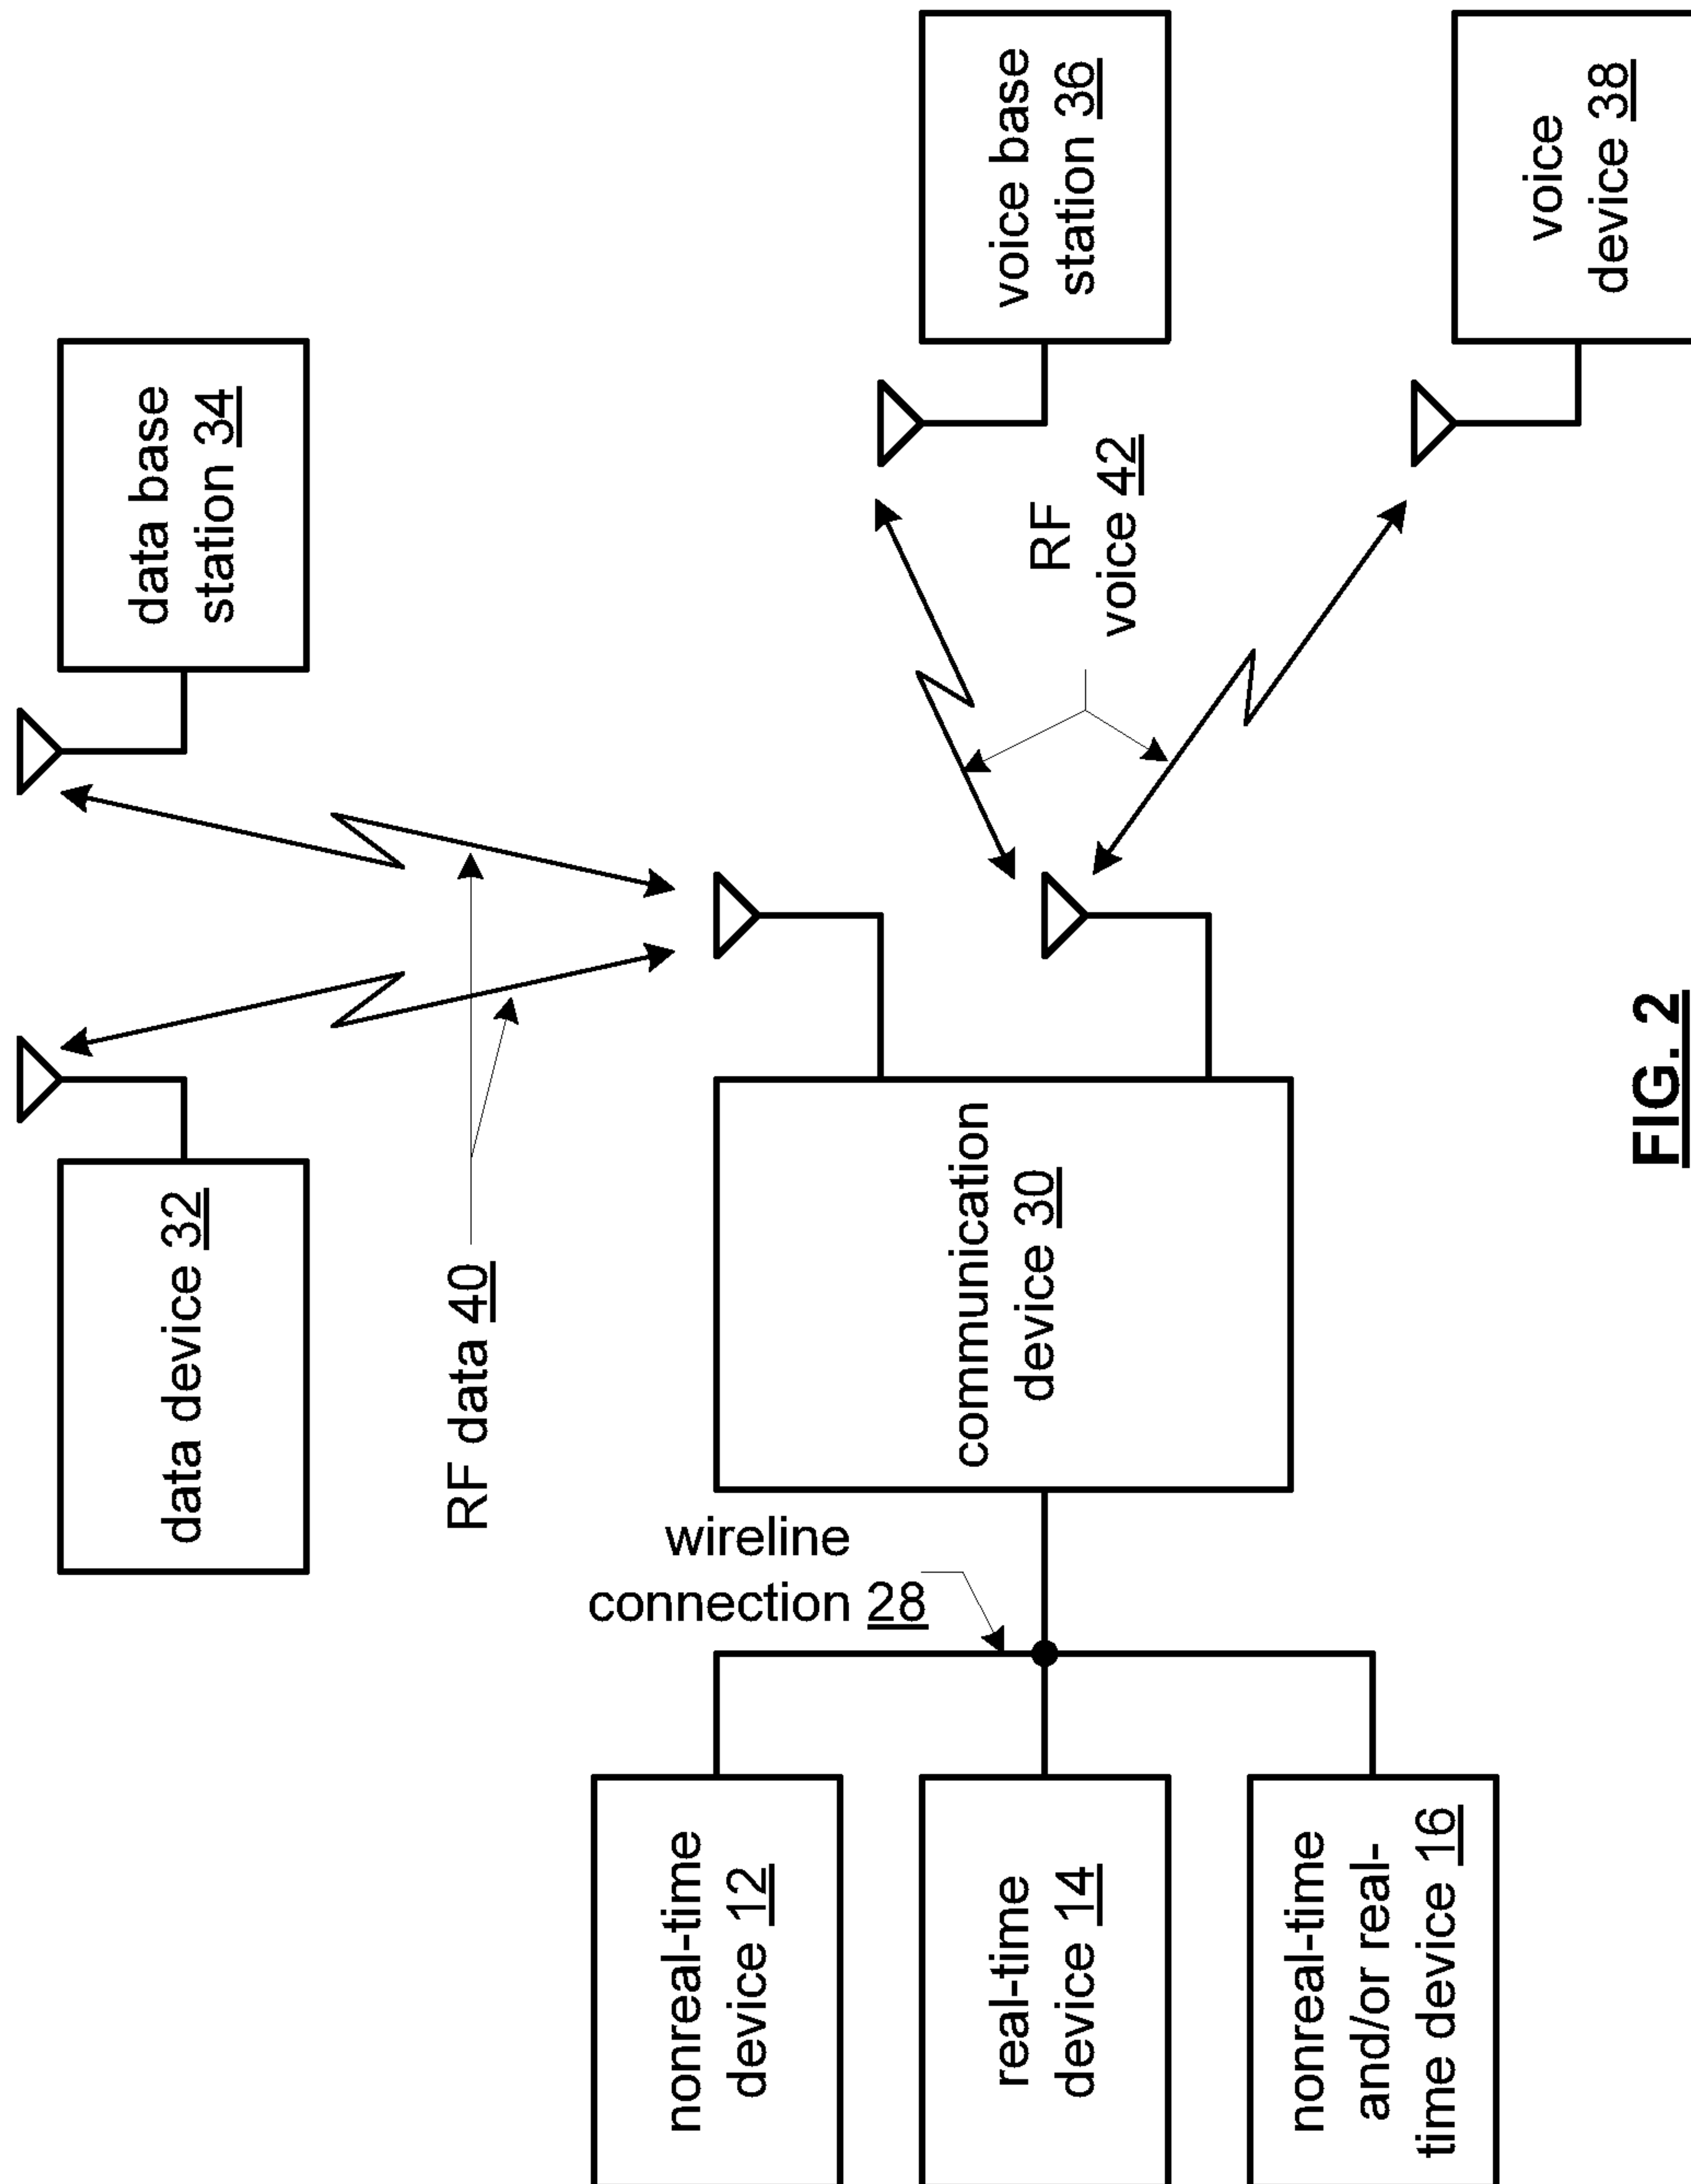 data device 32
data base
station 34
RF data 40
wireline
connection 28
nonreal-time
device 12
real-time
device 14
nonreal-time
and/or real-
time device 16
communication
device 30
RF
voice 42
voice base
station 36
voice
device 38
FIG. 2